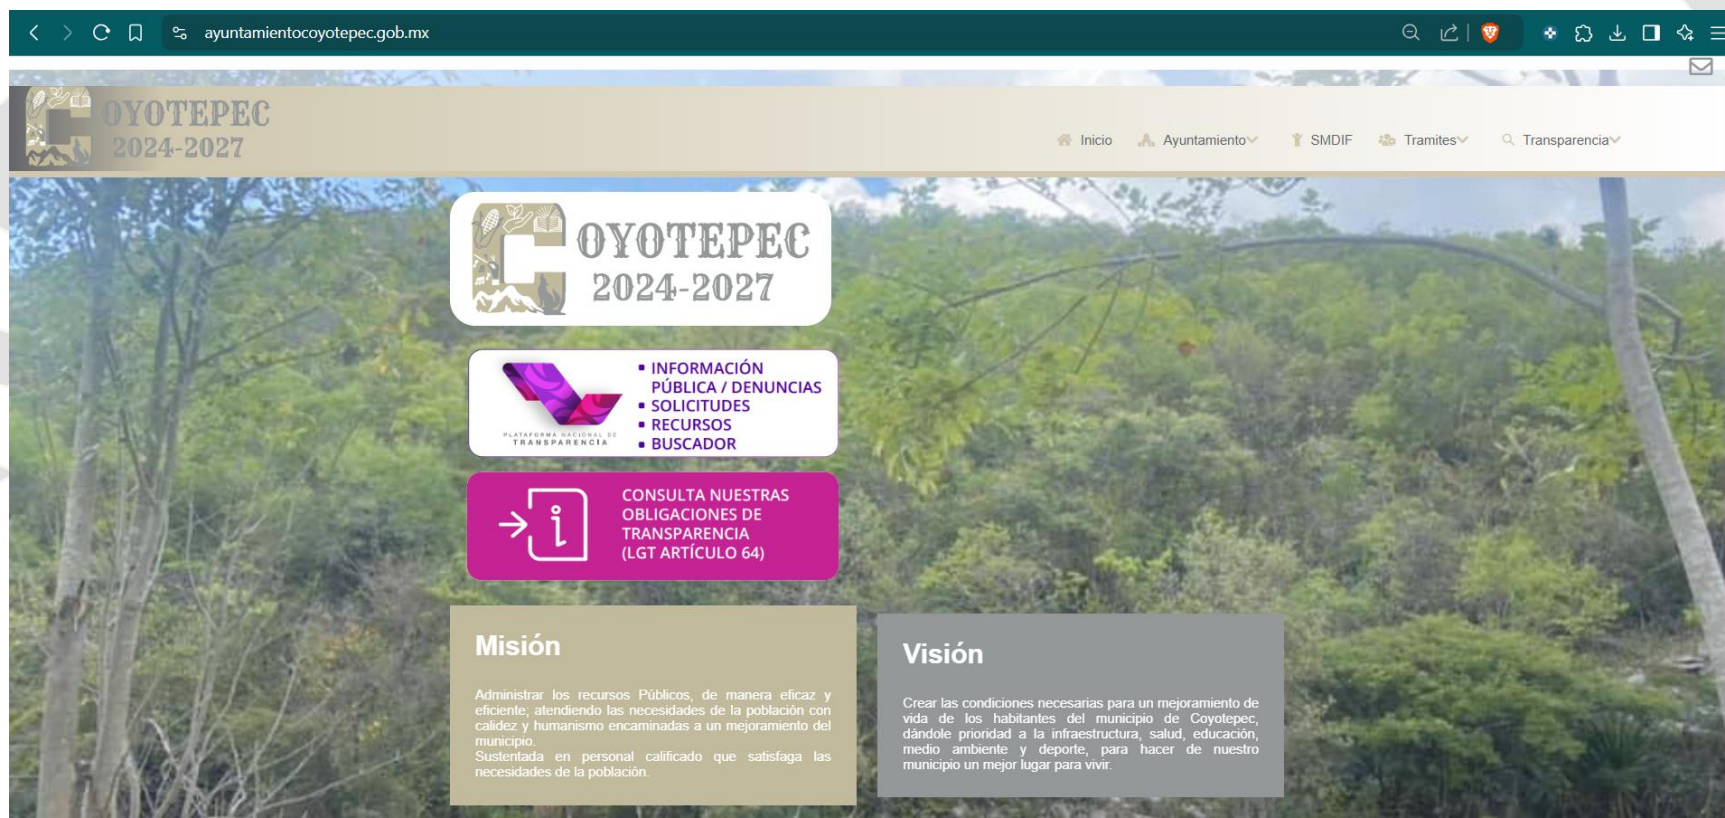 ayuntamientocoyotepec.gob.mx
COYOTEPEC
2024-2027
Inicio Ayuntamiento SMDIF Tramites Transparencia
COYOTEPEC
2024-2027
PLATAFORMA NACIONAL DE
TRANSPARENCIA
▪ INFORMACIÓN
PÚBLICA / DENUNCIAS
▪ SOLICITUDES
▪ RECURSOS
▪ BUSCADOR
CONSULTA NUESTRAS
OBLIGACIONES DE
TRANSPARENCIA
(LGT ARTÍCULO 64)
Misión
Administrar los recursos Públicos, de manera eficaz y
eficiente; atendiendo las necesidades de la población con
calidez y humanismo encaminadas a un mejoramiento del
municipio.
Sustentada en personal calificado que satisfaga las
necesidades de la población.
Visión
Crear las condiciones necesarias para un mejoramiento de
vida de los habitantes del municipio de Coyotepec,
dándole prioridad a la infraestructura, salud, educación,
medio ambiente y deporte, para hacer de nuestro
municipio un mejor lugar para vivir.